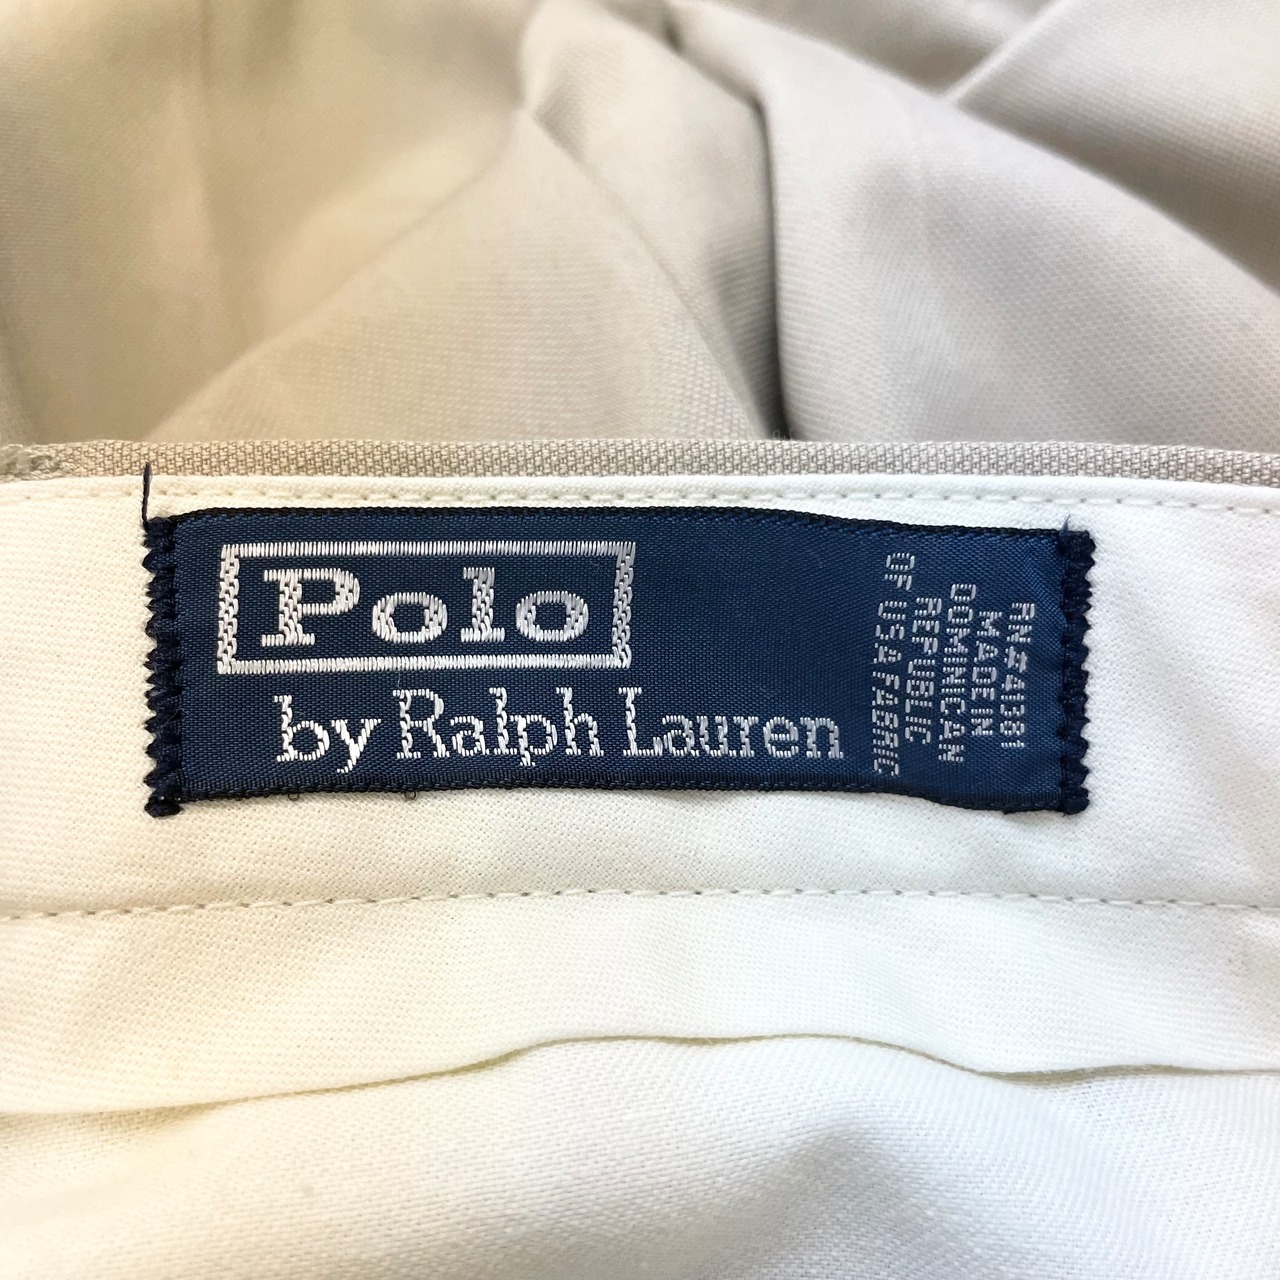 Polo
by Ralph Lauren
RN#41381
MADE IN
DOMINICAN
REPUBLIC
OF USA FABRIC